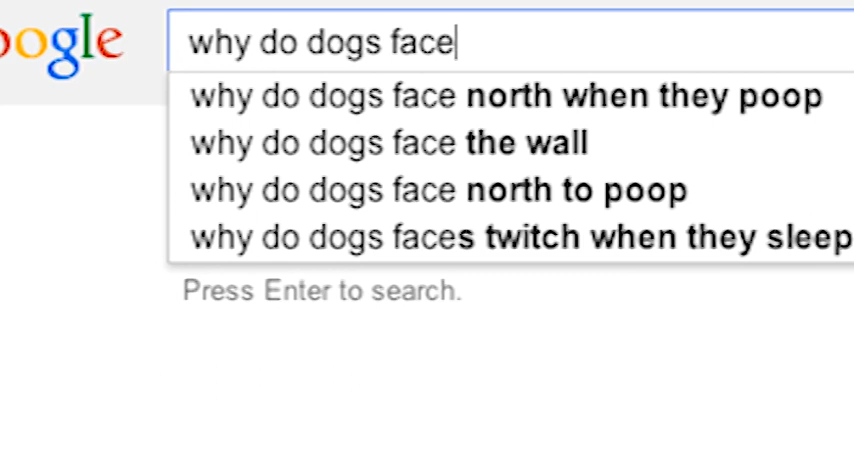 oogle
why do dogs face
why do dogs face north when they poop
why do dogs face the wall
why do dogs face north to poop
why do dogs faces twitch when they sleep
Press Enter to search.